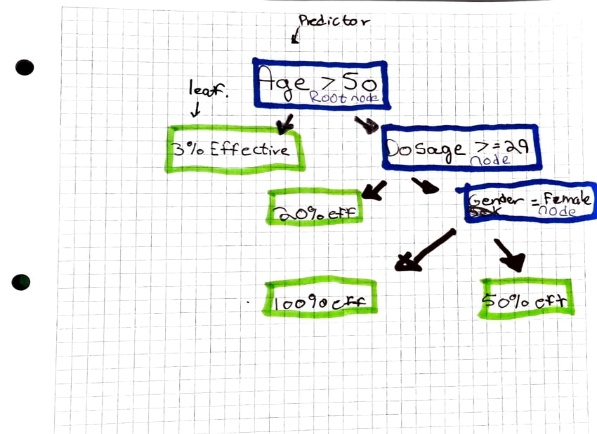 Predictor
Age > 50
Root node
leaf.
3% Effective
Dosage >= 29
node
20% eff
Gender = Female
node
100% eff
50% eff